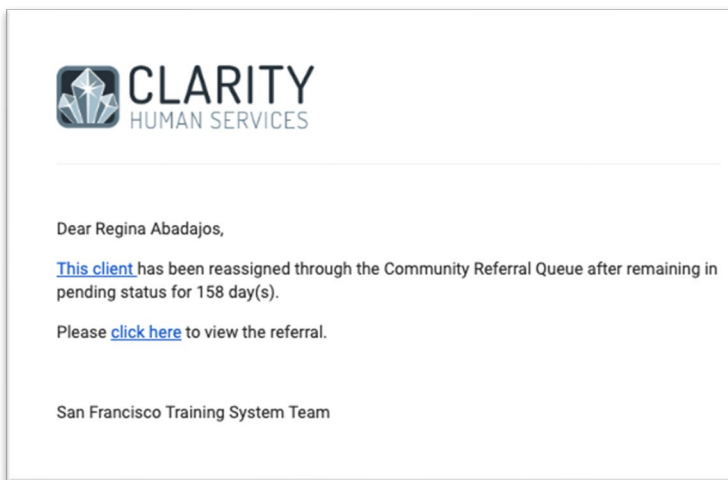 CLARITY
HUMAN SERVICES
Dear Regina Abadajos,
This client has been reassigned through the Community Referral Queue after remaining in
pending status for 158 day(s).
Please click here to view the referral.
San Francisco Training System Team